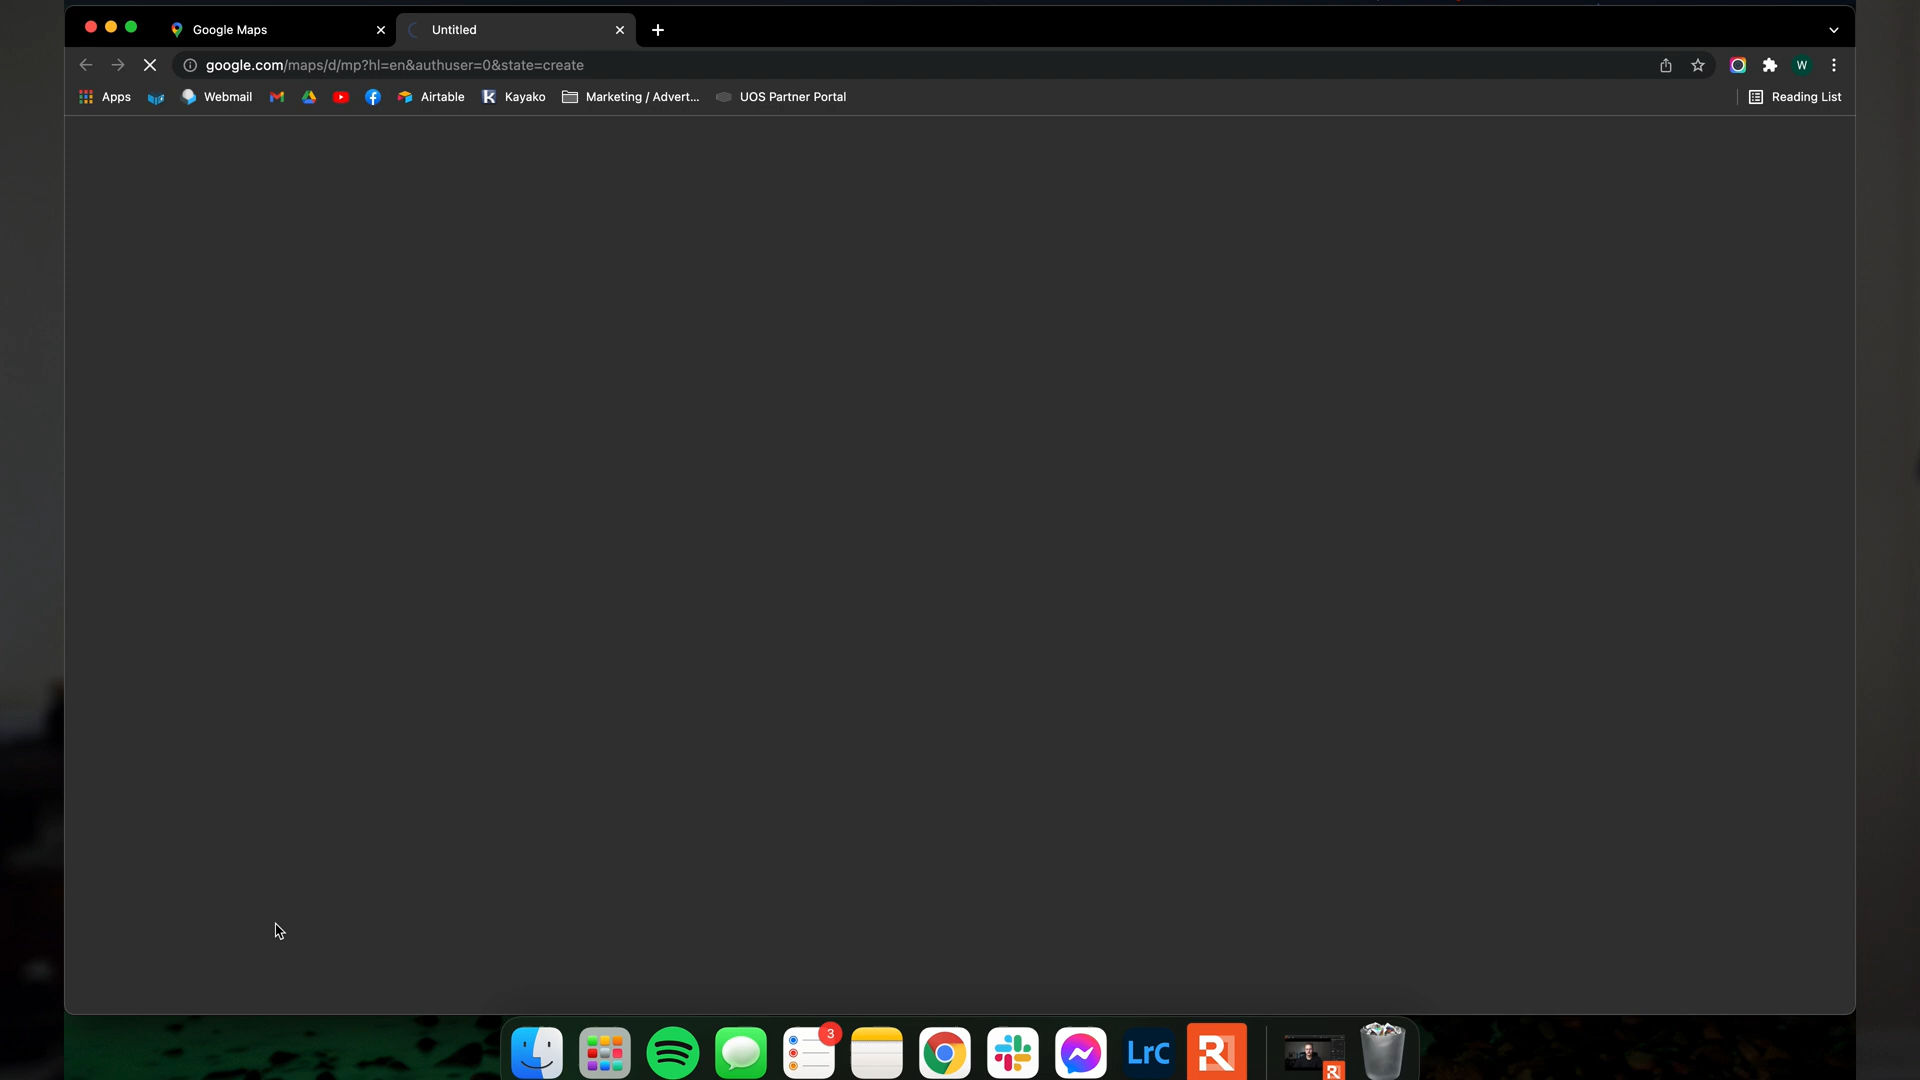 Google Maps
Untitled
google.com/maps/d/mp?hl=en&authuser=0&state=create
W
Apps
Webmail
Airtable
K
Kayako
Marketing / Advert...
UOS Partner Portal
Reading List
3
LrC
R
R